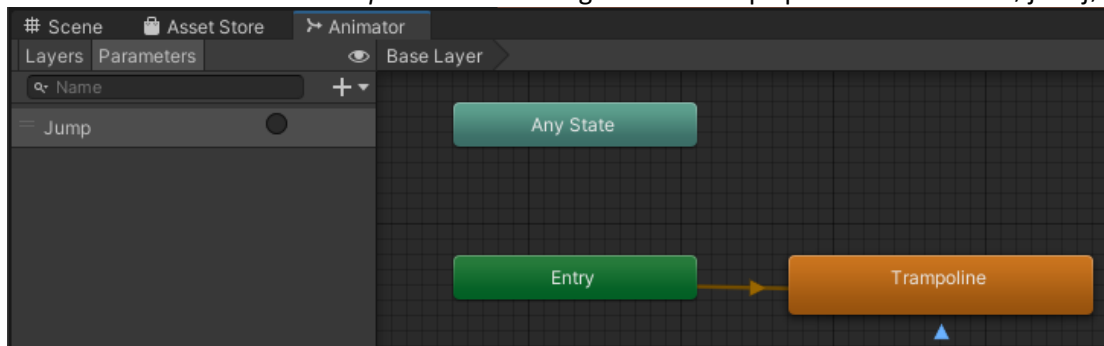 Scene Asset Store Animator
Layers Parameters Base Layer
Name
Jump
Any State
Entry Trampoline